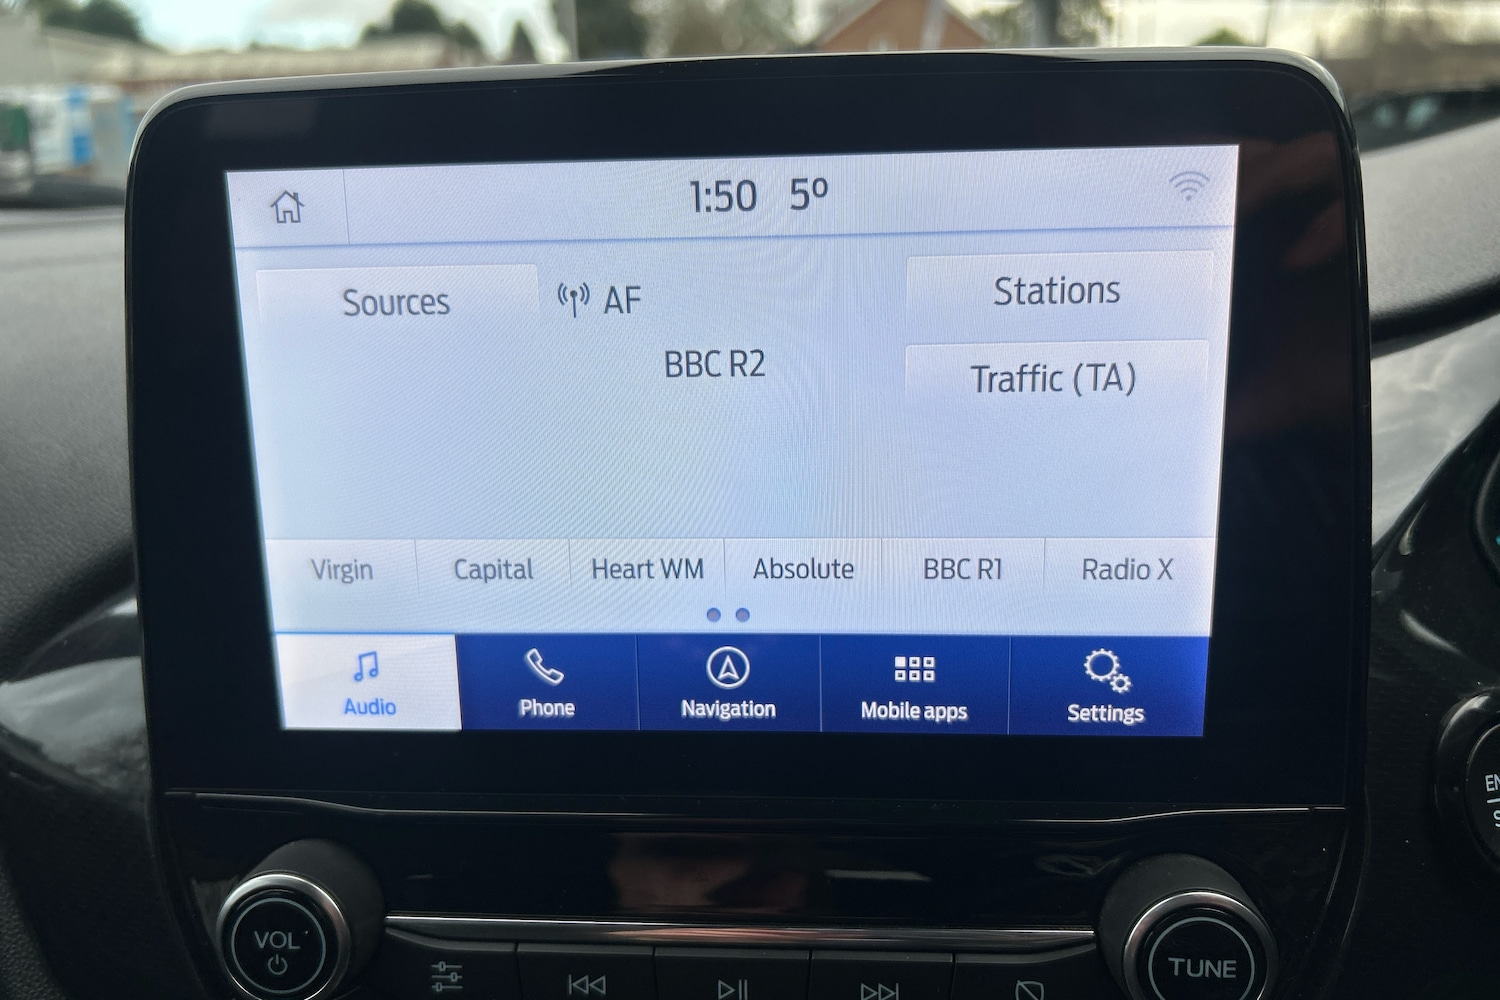 1:50 5º
Sources AF Stations
BBC R2
Traffic (TA)
Virgin Capital Heart WM Absolute BBC R1 Radio X
Audio Phone Navigation Mobile apps Settings
VOL TUNE